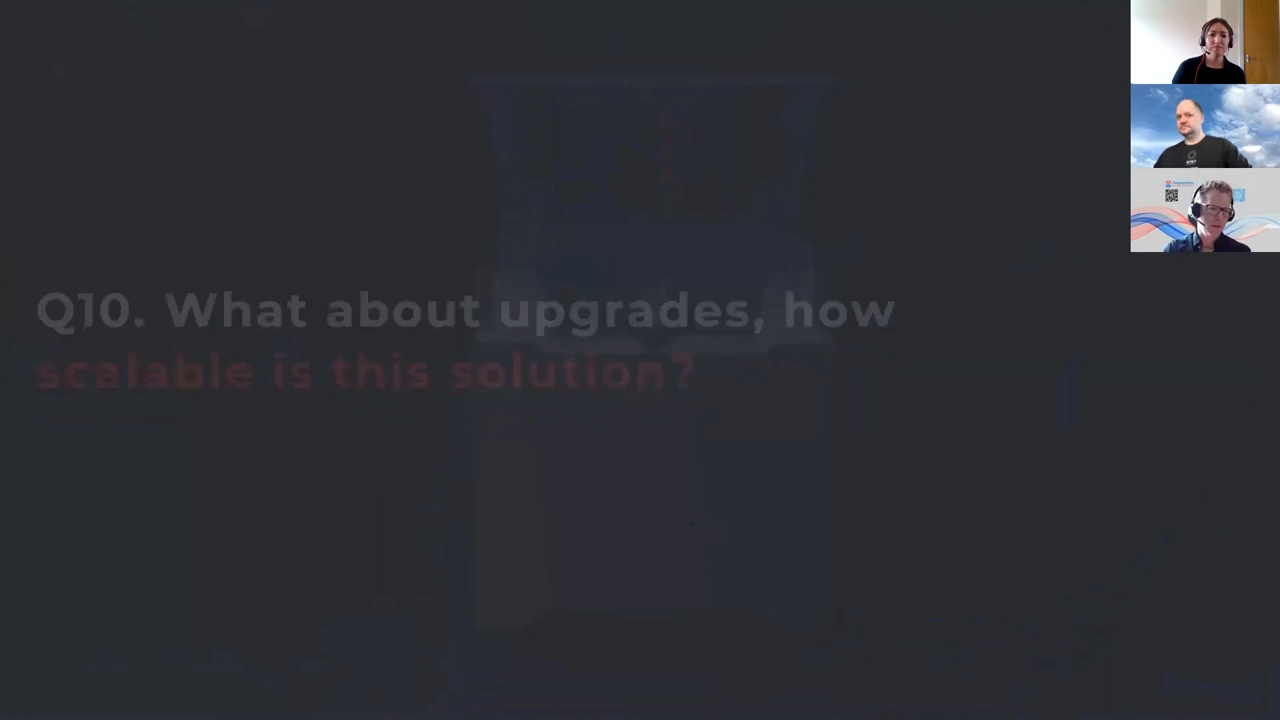 Q10. What about upgrades, how
scalable is this solution?